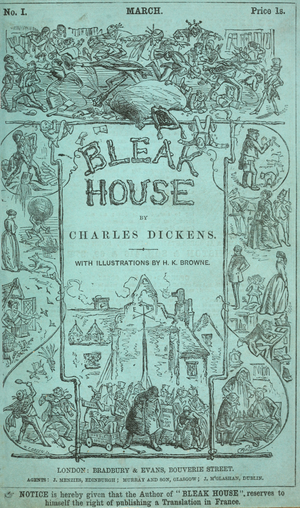 No. I. MARCH. Price 1s.
BLEAK
HOUSE
BY
CHARLES DICKENS.
WITH ILLUSTRATIONS BY H. K. BROWNE.
LONDON: BRADBURY & EVANS, BOUVERIE STREET.
AGENTS: J. MENZIES, EDINBURGH; MURRAY AND SON, GLASGOW; J. M'GLASHAN, DUBLIN.
☞ NOTICE is hereby given that the Author of "BLEAK HOUSE", reserves to
himself the right of publishing a Translation in France.